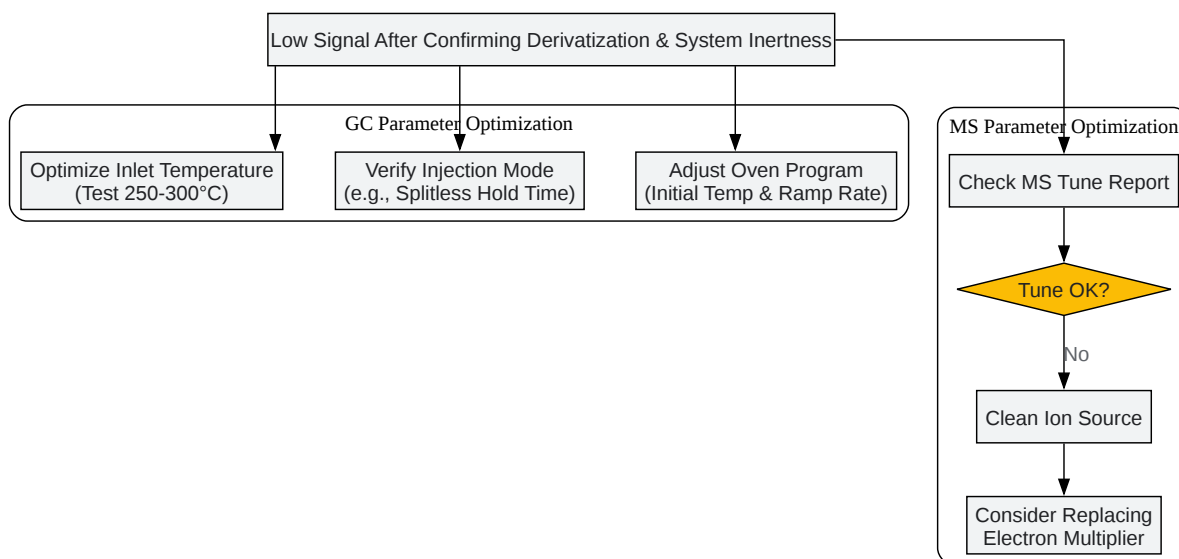 Low Signal After Confirming Derivatization & System Inertness
GC Parameter Optimization
Optimize Inlet Temperature
(Test 250-300°C)
Verify Injection Mode
(e.g., Splitless Hold Time)
Adjust Oven Program
(Initial Temp & Ramp Rate)
MS Parameter Optimization
Check MS Tune Report
Tune OK?
No
Clean Ion Source
Consider Replacing
Electron Multiplier